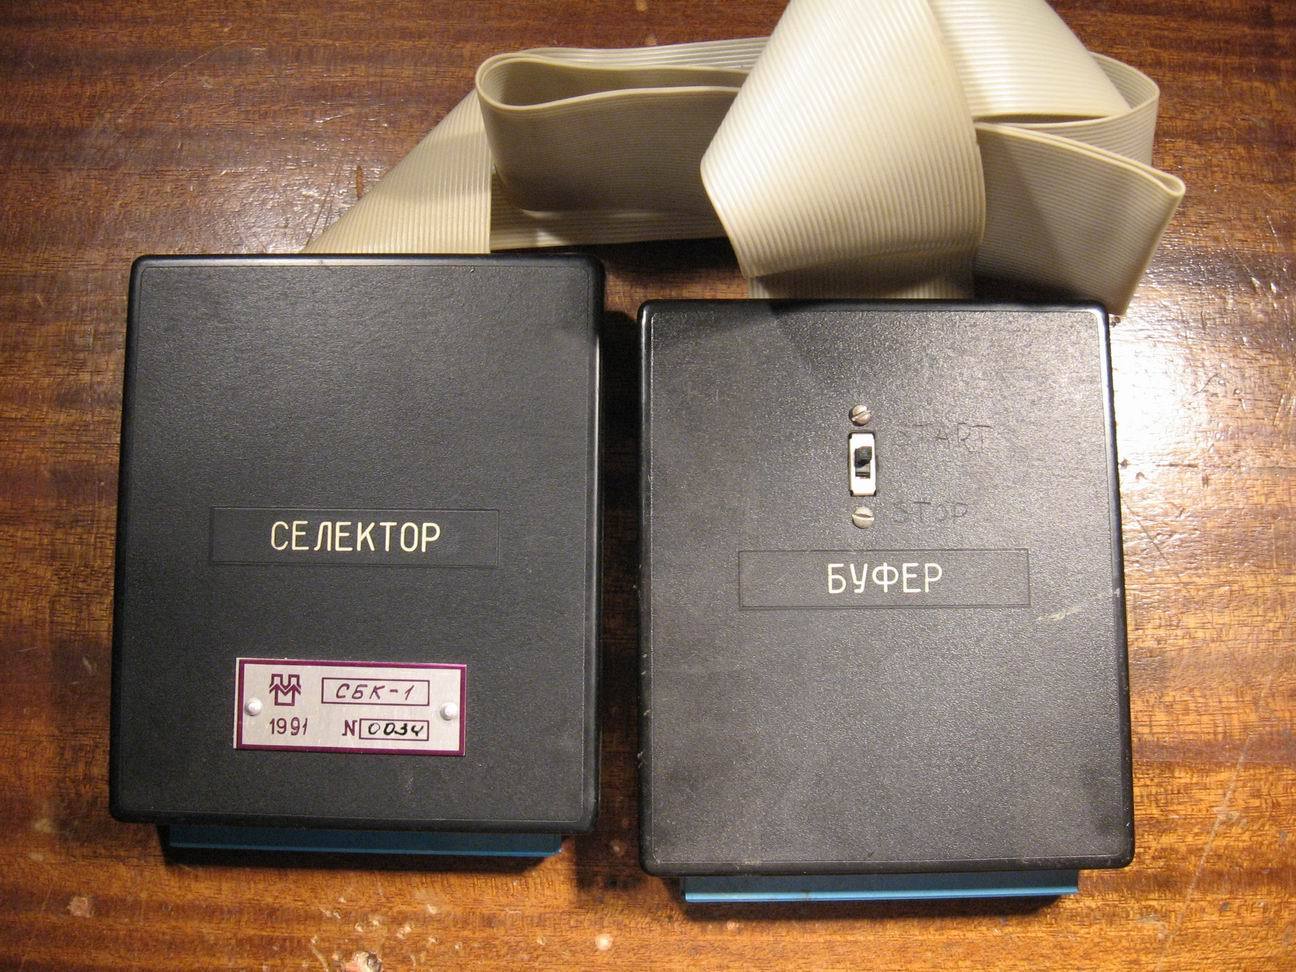 СЕЛЕКТОР
СБК-1
1991 N 0034
START
STOP
БУФЕР